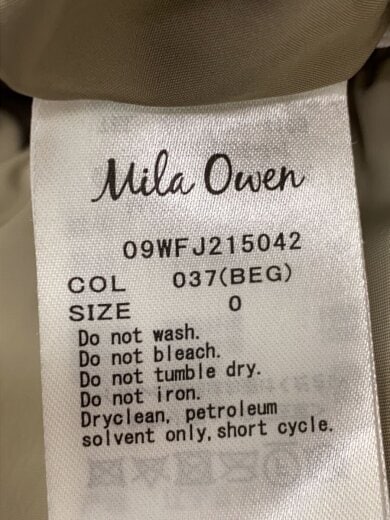 Mila Owen
09WFJ215042
COL 037(BEG)
SIZE 0
Do not wash.
Do not bleach.
Do not tumble dry.
Do not iron.
Dryclean, petroleum
solvent only, short cycle.